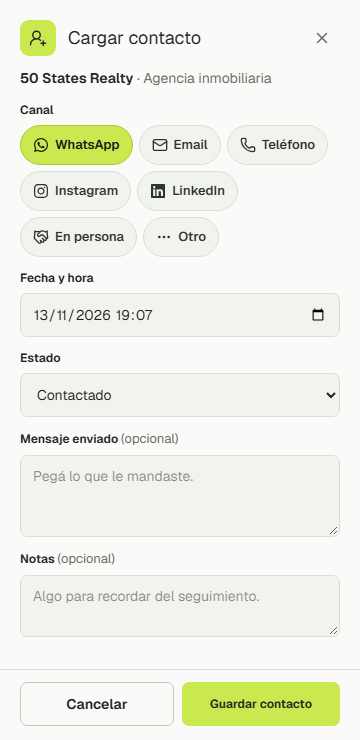 Cargar contacto
50 States Realty · Agencia inmobiliaria
Canal
WhatsApp
Email
Teléfono
Instagram
LinkedIn
En persona
Otro
Fecha y hora
13/11/2026 19:07
Estado
Contactado
Mensaje enviado (opcional)
Pegá lo que le mandaste.
Notas (opcional)
Algo para recordar del seguimiento.
Cancelar
Guardar contacto